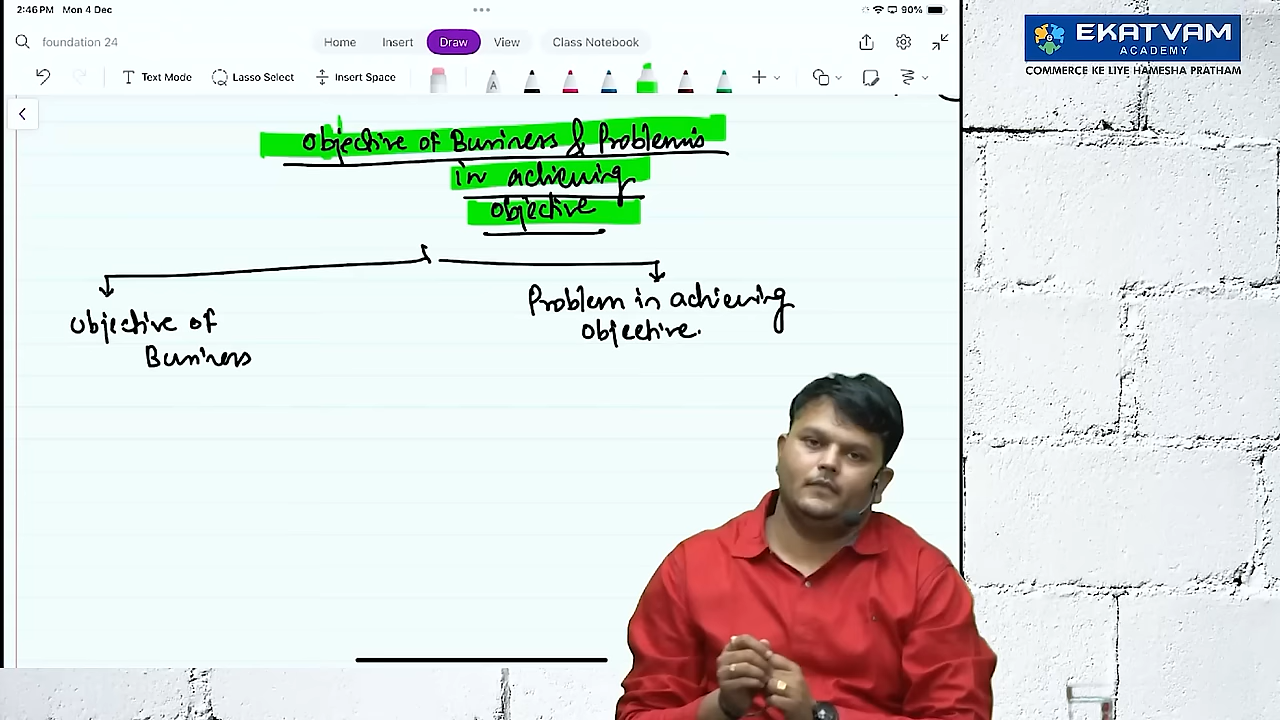 2:46 PM Mon 4 Dec
90%
EKATVAM
ACADEMY
COMMERCE KE LIYE HAMESHA PRATHAM
foundation 24
Home Insert Draw View Class Notebook
Text Mode Lasso Select Insert Space
Objective of Business & Problems
in achieving
objective
Objective of
Business
Problem in achieving
objective.